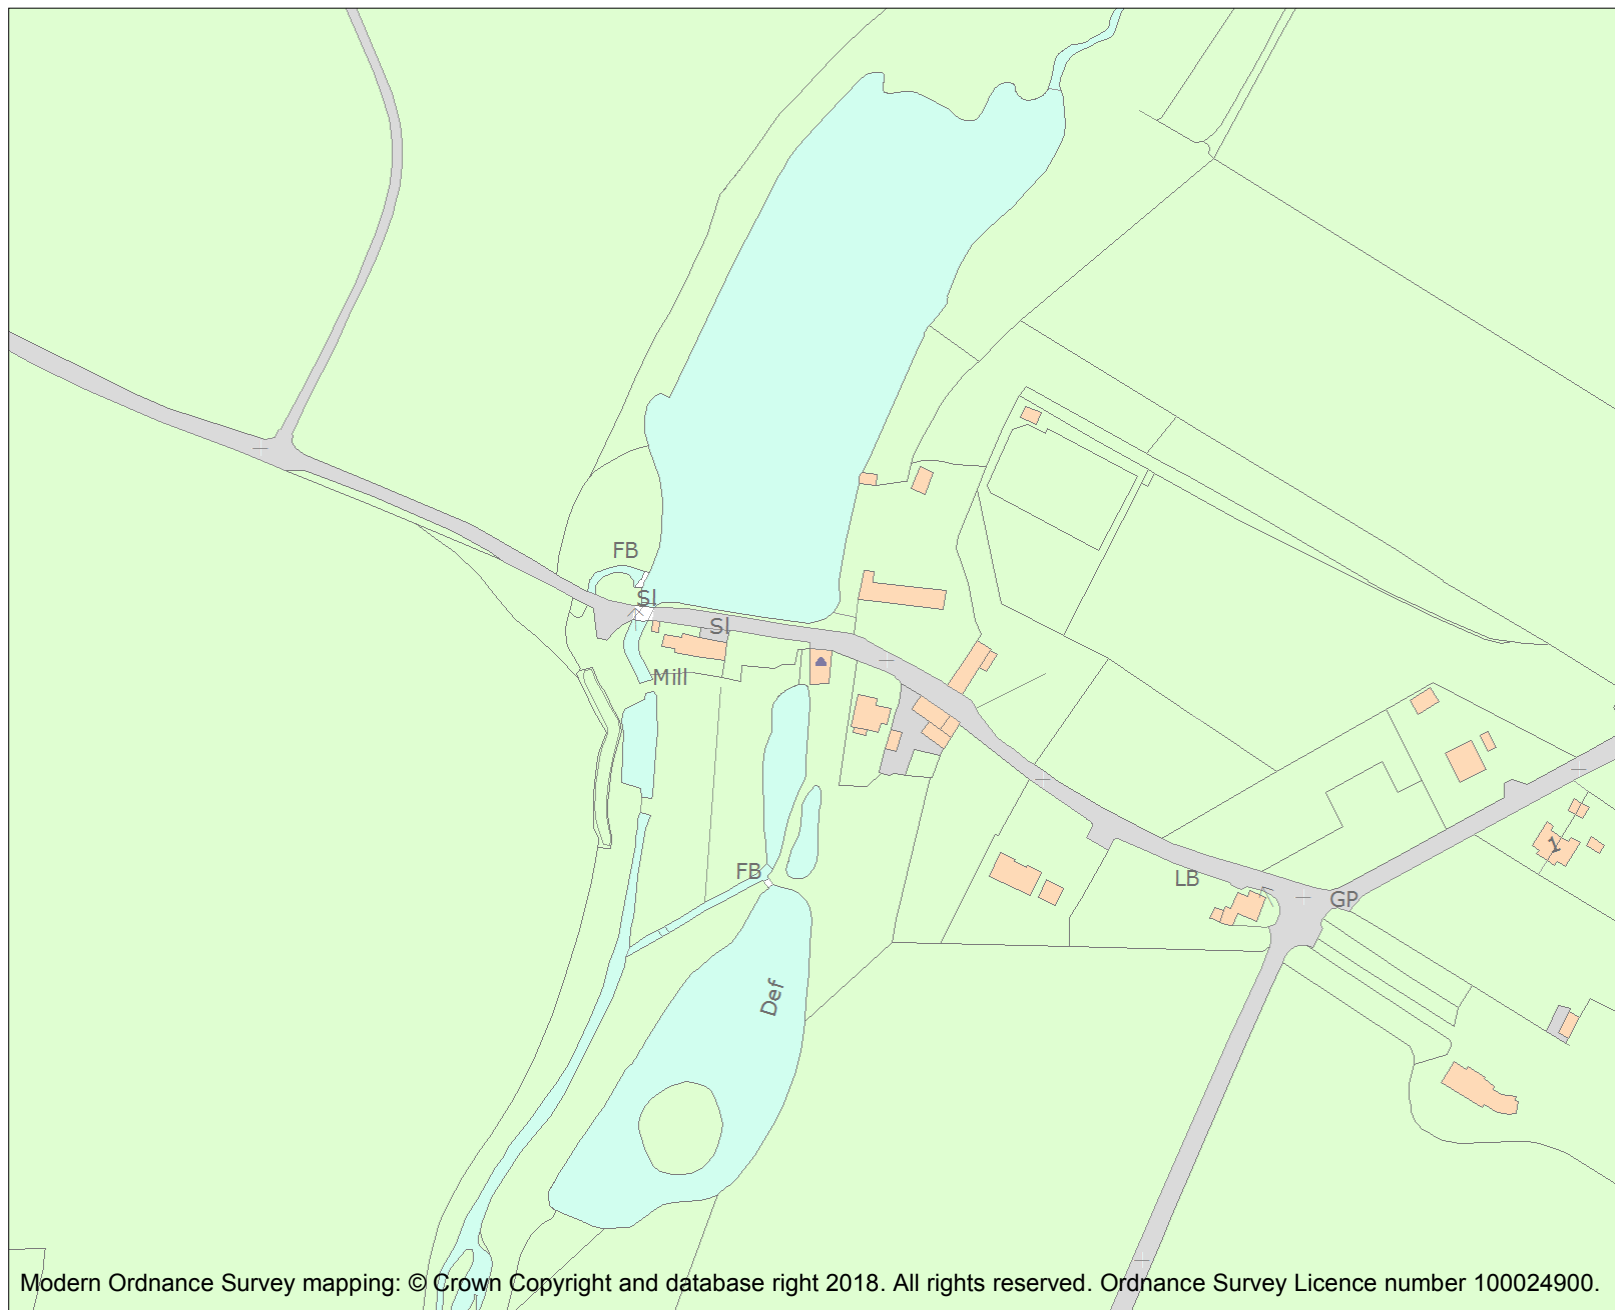 FB
Sl
Sl
Mill
FB
LB
GP
1
Def
Modern Ordnance Survey mapping: © Crown Copyright and database right 2018. All rights reserved. Ordnance Survey Licence number 100024900.